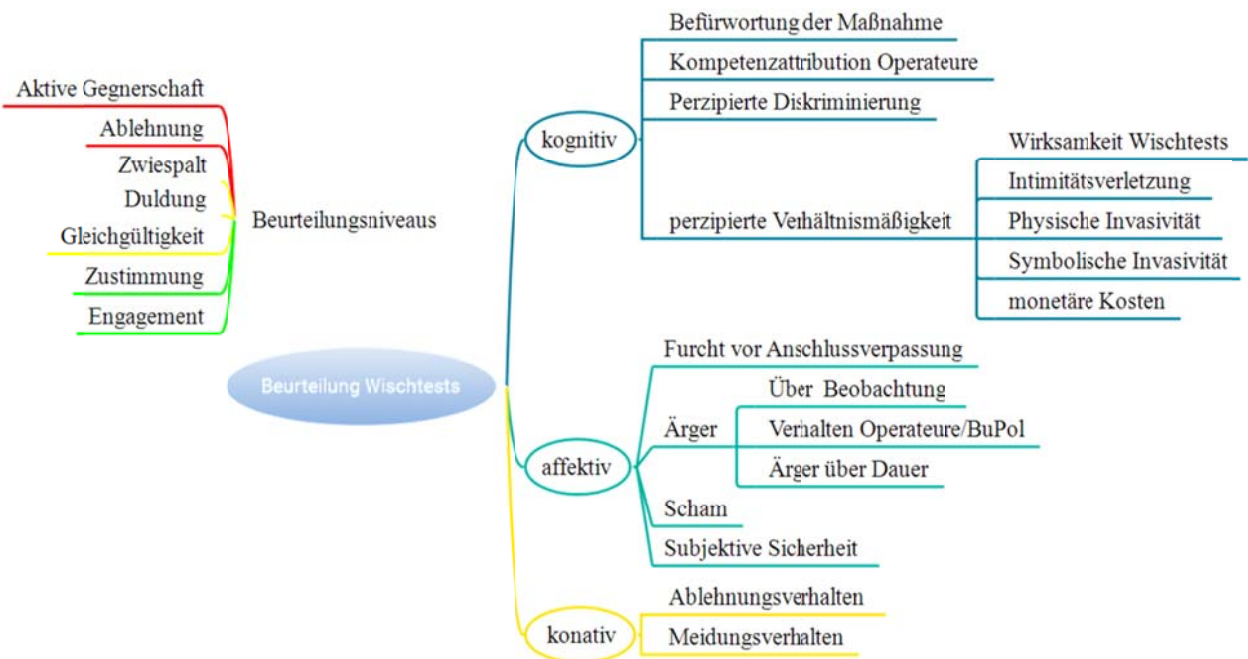 Aktive Gegnerschaft
Ablehnung
Zwiespalt
Duldung
Gleichgültigkeit
Zustimmung
Engagement
Beurteilungsniveaus
Beurteilung Wischtests
kognitiv
Befürwortung der Maßnahme
Kompetenzattribution Operateure
Perzipierte Diskriminierung
perzipierte Verhältnismäßigkeit
Wirksamkeit Wischtests
Intimitätsverletzung
Physische Invasivität
Symbolische Invasivität
monetäre Kosten
affektiv
Furcht vor Anschlussverpassung
Ärger
Über Beobachtung
Verhalten Operateure/BuPol
Ärger über Dauer
Scham
Subjektive Sicherheit
konativ
Ablehnungsverhalten
Meidungsverhalten